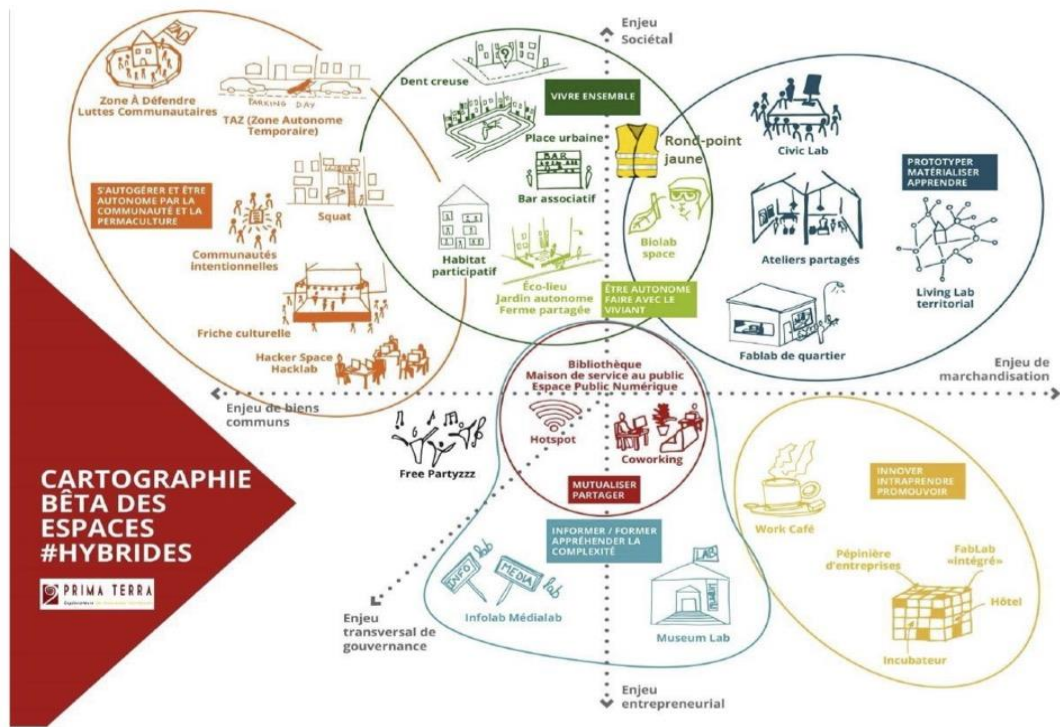 Enjeu
Sociétal
Zone À Défendre
Luttes Communautaires
PARKING DAY
TAZ (Zone Autonome
Temporaire)
S'AUTOGÉRER ET ÊTRE
AUTONOME PAR LA
COMMUNAUTÉ ET LA
PERMACULTURE
Squat
Communautés
intentionnelles
Friche culturelle
Hacker Space
Hacklab
Dent creuse
VIVRE ENSEMBLE
Place urbaine
BAR
Bar associatif
Habitat
participatif
Éco-lieu
Jardin autonome
Ferme partagée
Rond-point
jaune
Biolab
space
ÊTRE AUTONOME
FAIRE AVEC LE
VIVANT
Civic Lab
PROTOTYPER
MATÉRIALISER
APPRENDRE
Ateliers partagés
Living Lab
territorial
Fablab de quartier
Enjeu de
marchandisation
Enjeu de biens
communs
Bibliothèque
Maison de service au public
Espace Public Numérique
Hotspot
Coworking
MUTUALISER
PARTAGER
Free Partyzzz
INFORMER / FORMER
APPRÉHENDER LA
COMPLEXITÉ
INFO lab
MEDIA lab
Infolab Médialab
LAB
Museum Lab
Work Café
INNOVER
INTRAPRENDRE
PROMOUVOIR
Pépinière
d'entreprises
FabLab
«intégré»
Hôtel
Incubateur
Enjeu
transversal de
gouvernance
Enjeu
entrepreneurial
CARTOGRAPHIE
BÊTA DES
ESPACES
#HYBRIDES
PRIMA TERRA